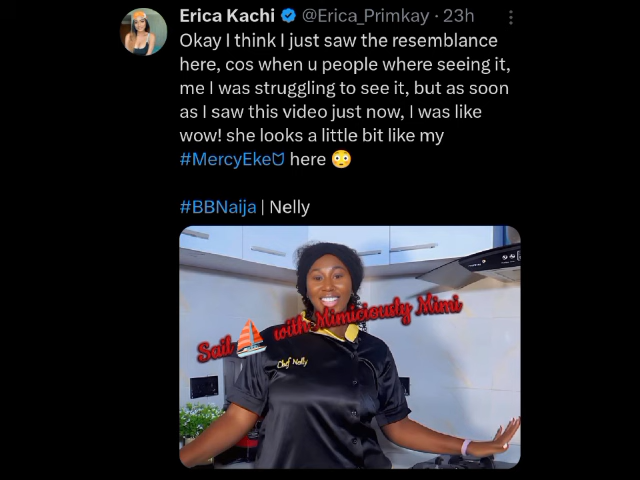 Erica Kachi @Erica_Primkay · 23h
Okay I think I just saw the resemblance
here, cos when u people where seeing it,
me I was struggling to see it, but as soon
as I saw this video just now, I was like
wow! she looks a little bit like my
#MercyEke here 😳
#BBNaija | Nelly
Sail ⛵ with Mimiciously Mimi
Chef Nelly